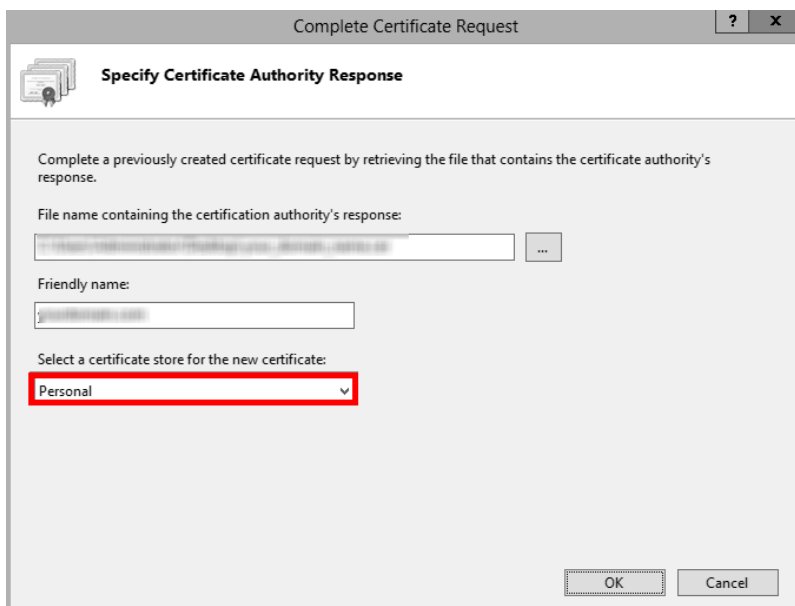 Complete Certificate Request
?
x
Specify Certificate Authority Response
Complete a previously created certificate request by retrieving the file that contains the certificate authority's
response.
File name containing the certification authority's response:
...
Friendly name:
Select a certificate store for the new certificate:
Personal
OK
Cancel